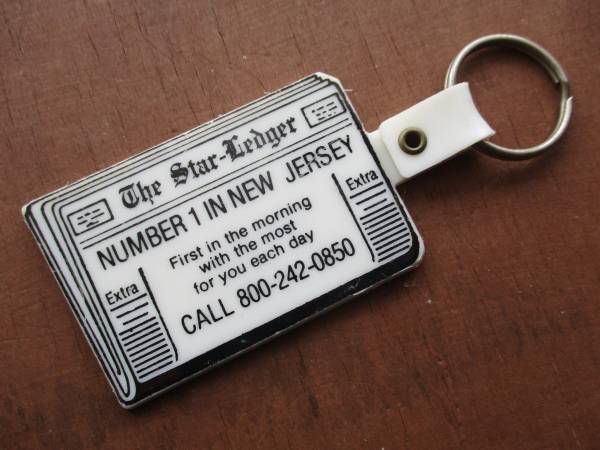 The Star-Ledger
NUMBER 1 IN NEW JERSEY
Extra
First in the morning
with the most
for you each day
Extra
CALL 800-242-0850